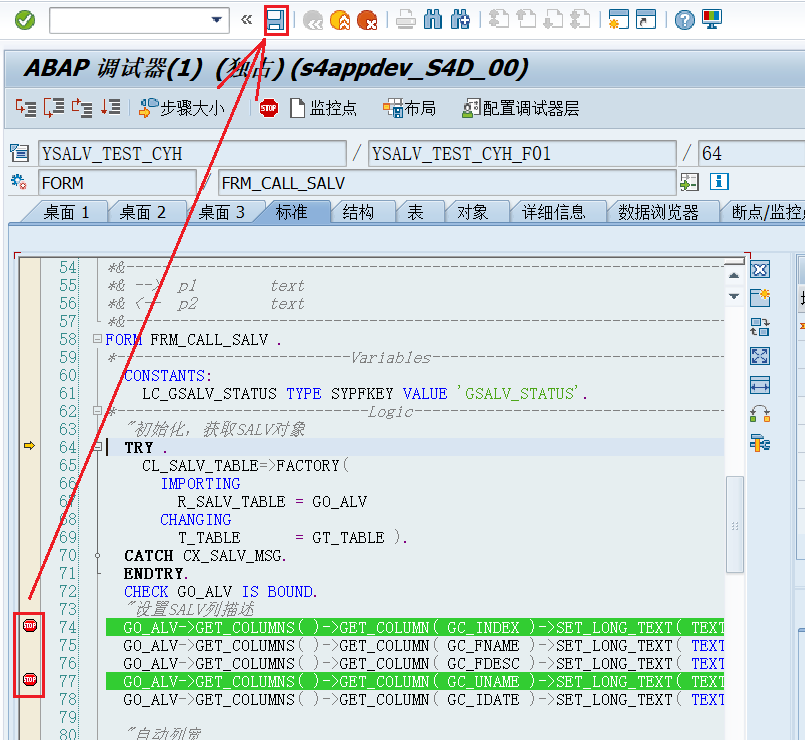 «
ABAP 调试器(1) (独占)(s4appdev_S4D_00)
步骤大小 STOP 监控点 布局 配置调试器层
YSALV_TEST_CYH / YSALV_TEST_CYH_F01 / 64
FORM / FRM_CALL_SALV
桌面 1 桌面 2 桌面 3 标准 结构 表 对象 详细信息 数据浏览器 断点/监控
54 *&---------------------------------------------------------------------
55 *& --> p1 text
56 *& <-- p2 text
57 *&---------------------------------------------------------------------
58 FORM FRM_CALL_SALV .
59 *--------------------------Variables--------------------------------
60 CONSTANTS:
61 LC_GSALV_STATUS TYPE SYPFKEY VALUE 'GSALV_STATUS'.
62 *----------------------------Logic----------------------------------
63 "初始化，获取SALV对象
64 TRY .
65 CL_SALV_TABLE=>FACTORY(
66 IMPORTING
67 R_SALV_TABLE = GO_ALV
68 CHANGING
69 T_TABLE = GT_TABLE ).
70 CATCH CX_SALV_MSG.
71 ENDTRY.
72 CHECK GO_ALV IS BOUND.
73 "设置SALV列描述
STOP 74 GO_ALV->GET_COLUMNS( )->GET_COLUMN( GC_INDEX )->SET_LONG_TEXT( TEXT
75 GO_ALV->GET_COLUMNS( )->GET_COLUMN( GC_FNAME )->SET_LONG_TEXT( TEXT
76 GO_ALV->GET_COLUMNS( )->GET_COLUMN( GC_FDESC )->SET_LONG_TEXT( TEXT
STOP 77 GO_ALV->GET_COLUMNS( )->GET_COLUMN( GC_UNAME )->SET_LONG_TEXT( TEXT
78 GO_ALV->GET_COLUMNS( )->GET_COLUMN( GC_IDATE )->SET_LONG_TEXT( TEXT
79
80 "自动列宽